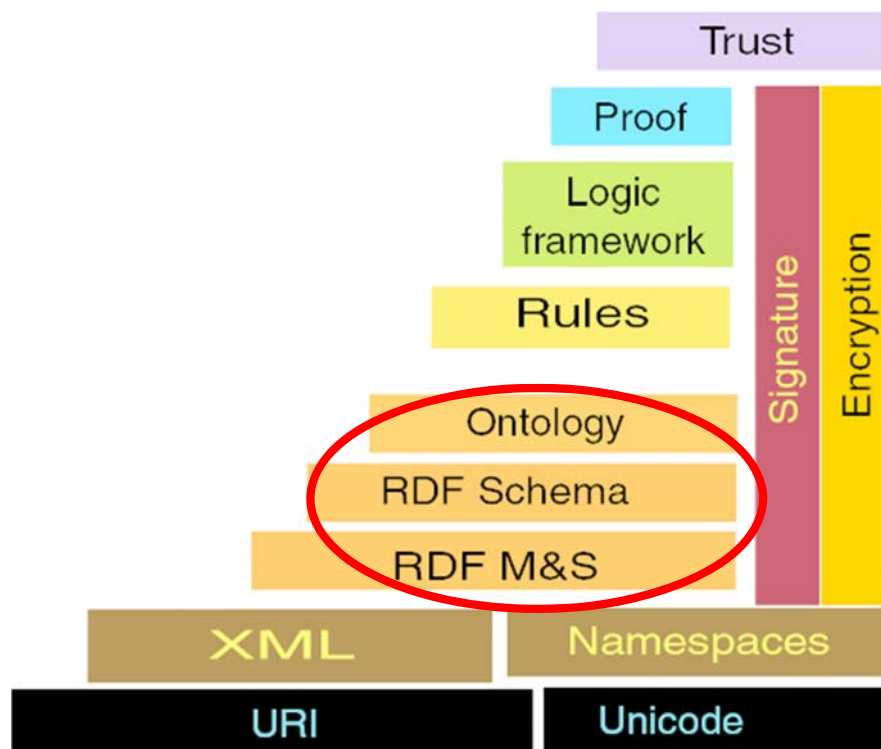 Trust
Proof
Logic
framework
Rules
Ontology
RDF Schema
RDF M&S
Signature
Encryption
XML
Namespaces
URI
Unicode